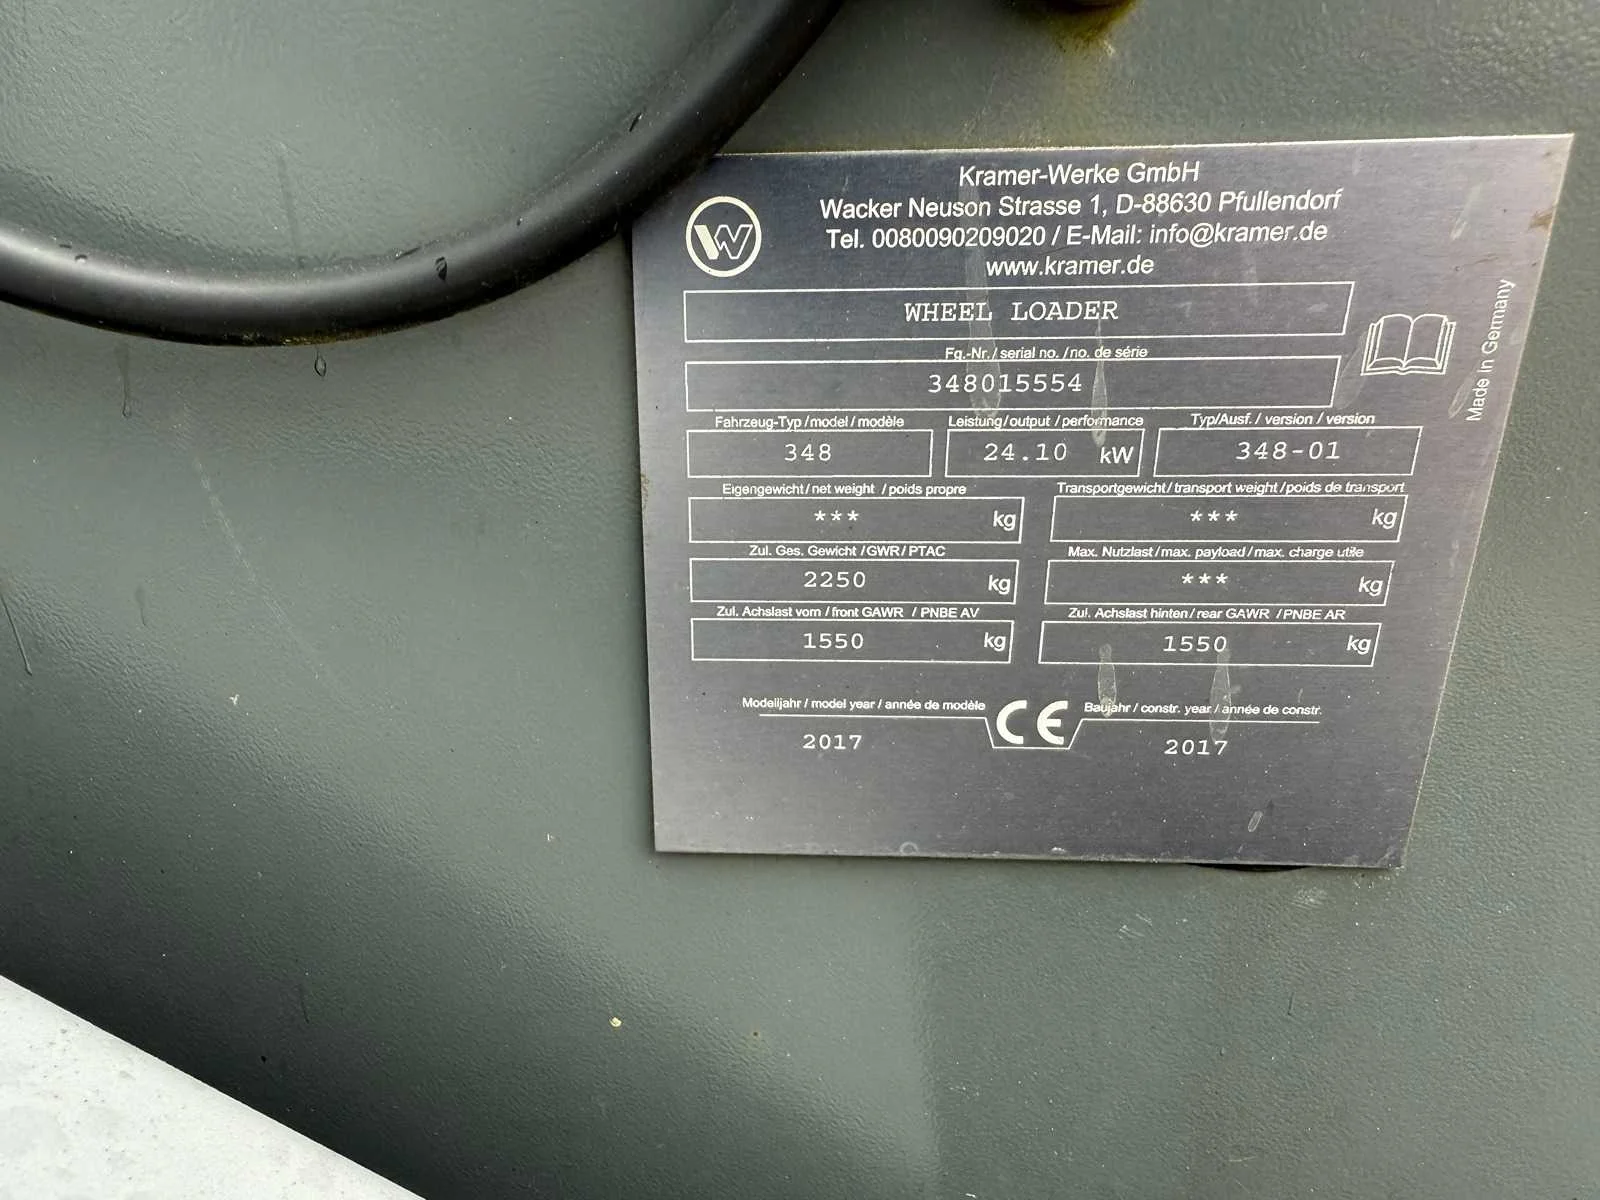 Kramer-Werke GmbH
Wacker Neuson Strasse 1, D-88630 Pfullendorf
Tel. 0080090209020 / E-Mail: info@kramer.de
www.kramer.de
WHEEL LOADER
Made in Germany
Fg.-Nr./ serial no. /no. de série
348015554
Fahrzeug-Typ /model / modèle Leistung/output / performance Typ/Ausf. / version / version
348 24.10 kW 348-01
Eigengewicht/ net weight / poids propre Transportgewicht/ transport weight/poids de transport
*** kg *** kg
Zul. Ges. Gewicht /GWR/ PTAC Max. Nutzlast/ max. payload/ max. charge utile
2250 kg *** kg
Zul. Achslast vorn / front GAWR / PNBE AV Zul. Achslast hinten/ rear GAWR /PNBE AR
1550 kg 1550 kg
Modelljahr / model year / année de modèle CE Baujahr / constr. year / année de constr.
2017 2017